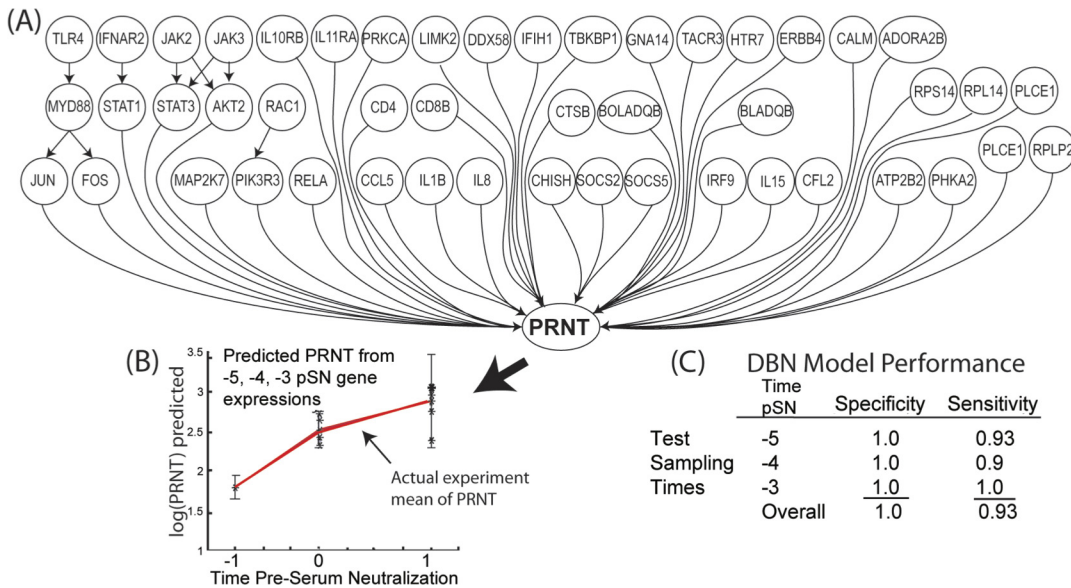 (A)
TLR4 IFNAR2 JAK2 JAK3 IL10RB IL11RA PRKCA LIMK2 DDX58 IFIH1 TBKBP1 GNA14 TACR3 HTR7 ERBB4 CALM ADORA2B
MYD88 STAT1 STAT3 AKT2 RAC1 CD4 CD8B CTSB BOLADQB BLADQB RPS14 RPL14 PLCE1
PLCE1 RPLP2
JUN FOS MAP2K7 PIK3R3 RELA CCL5 IL1B IL8 CHISH SOCS2 SOCS5 IRF9 IL15 CFL2 ATP2B2 PHKA2
PRNT
(B)
Predicted PRNT from
-5, -4, -3 pSN gene
expressions
log(PRNT) predicted
3.5
3
2.5
2
1.5
1
Actual experiment
mean of PRNT
-1 0 1
Time Pre-Serum Neutralization
(C) DBN Model Performance
Time
pSN Specificity Sensitivity
Test -5 1.0 0.93
Sampling -4 1.0 0.9
Times -3 1.0 1.0
Overall 1.0 0.93